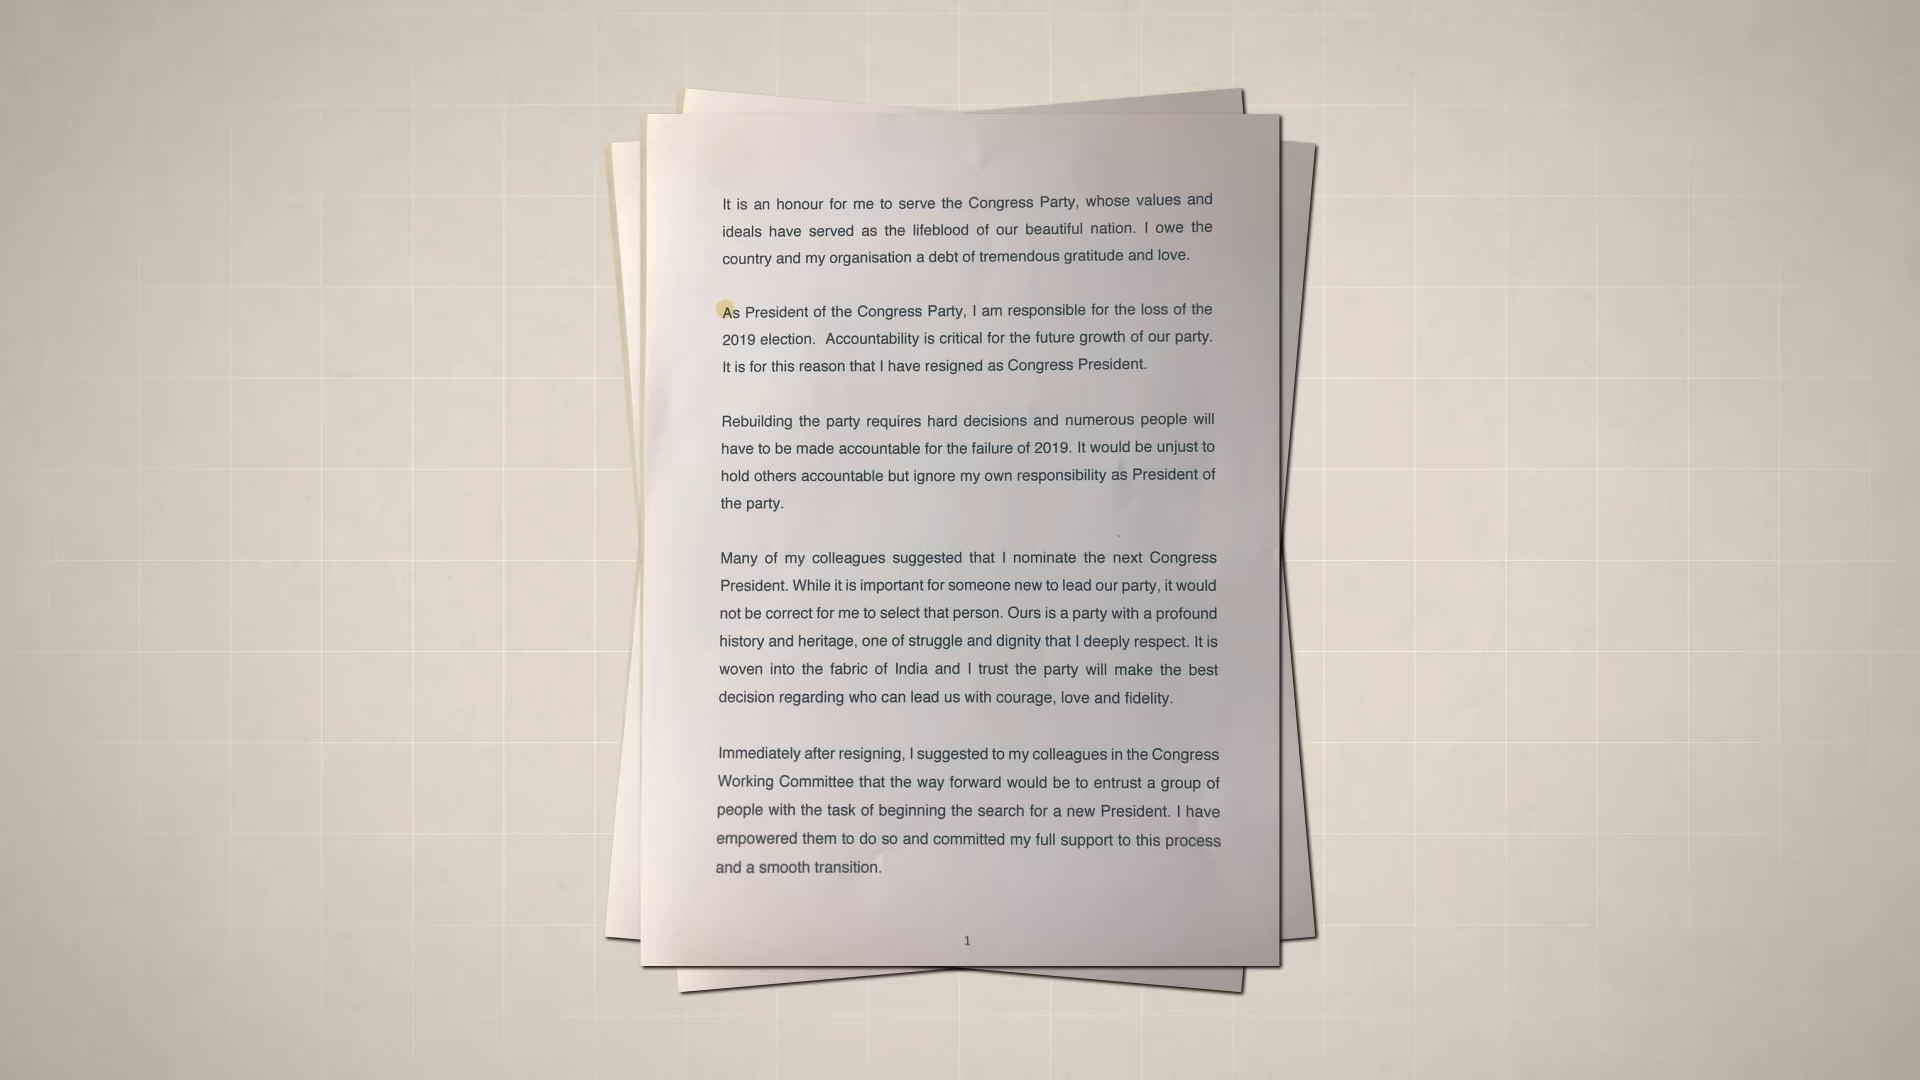 It is an honour for me to serve the Congress Party, whose values and
ideals have served as the lifeblood of our beautiful nation. I owe the
country and my organisation a debt of tremendous gratitude and love.
As President of the Congress Party, I am responsible for the loss of the
2019 election.  Accountability is critical for the future growth of our party.
It is for this reason that I have resigned as Congress President.
Rebuilding the party requires hard decisions and numerous people will
have to be made accountable for the failure of 2019. It would be unjust to
hold others accountable but ignore my own responsibility as President of
the party.
Many of my colleagues suggested that I nominate the next Congress
President. While it is important for someone new to lead our party, it would
not be correct for me to select that person. Ours is a party with a profound
history and heritage, one of struggle and dignity that I deeply respect. It is
woven into the fabric of India and I trust the party will make the best
decision regarding who can lead us with courage, love and fidelity.
Immediately after resigning, I suggested to my colleagues in the Congress
Working Committee that the way forward would be to entrust a group of
people with the task of beginning the search for a new President. I have
empowered them to do so and committed my full support to this process
and a smooth transition.
1